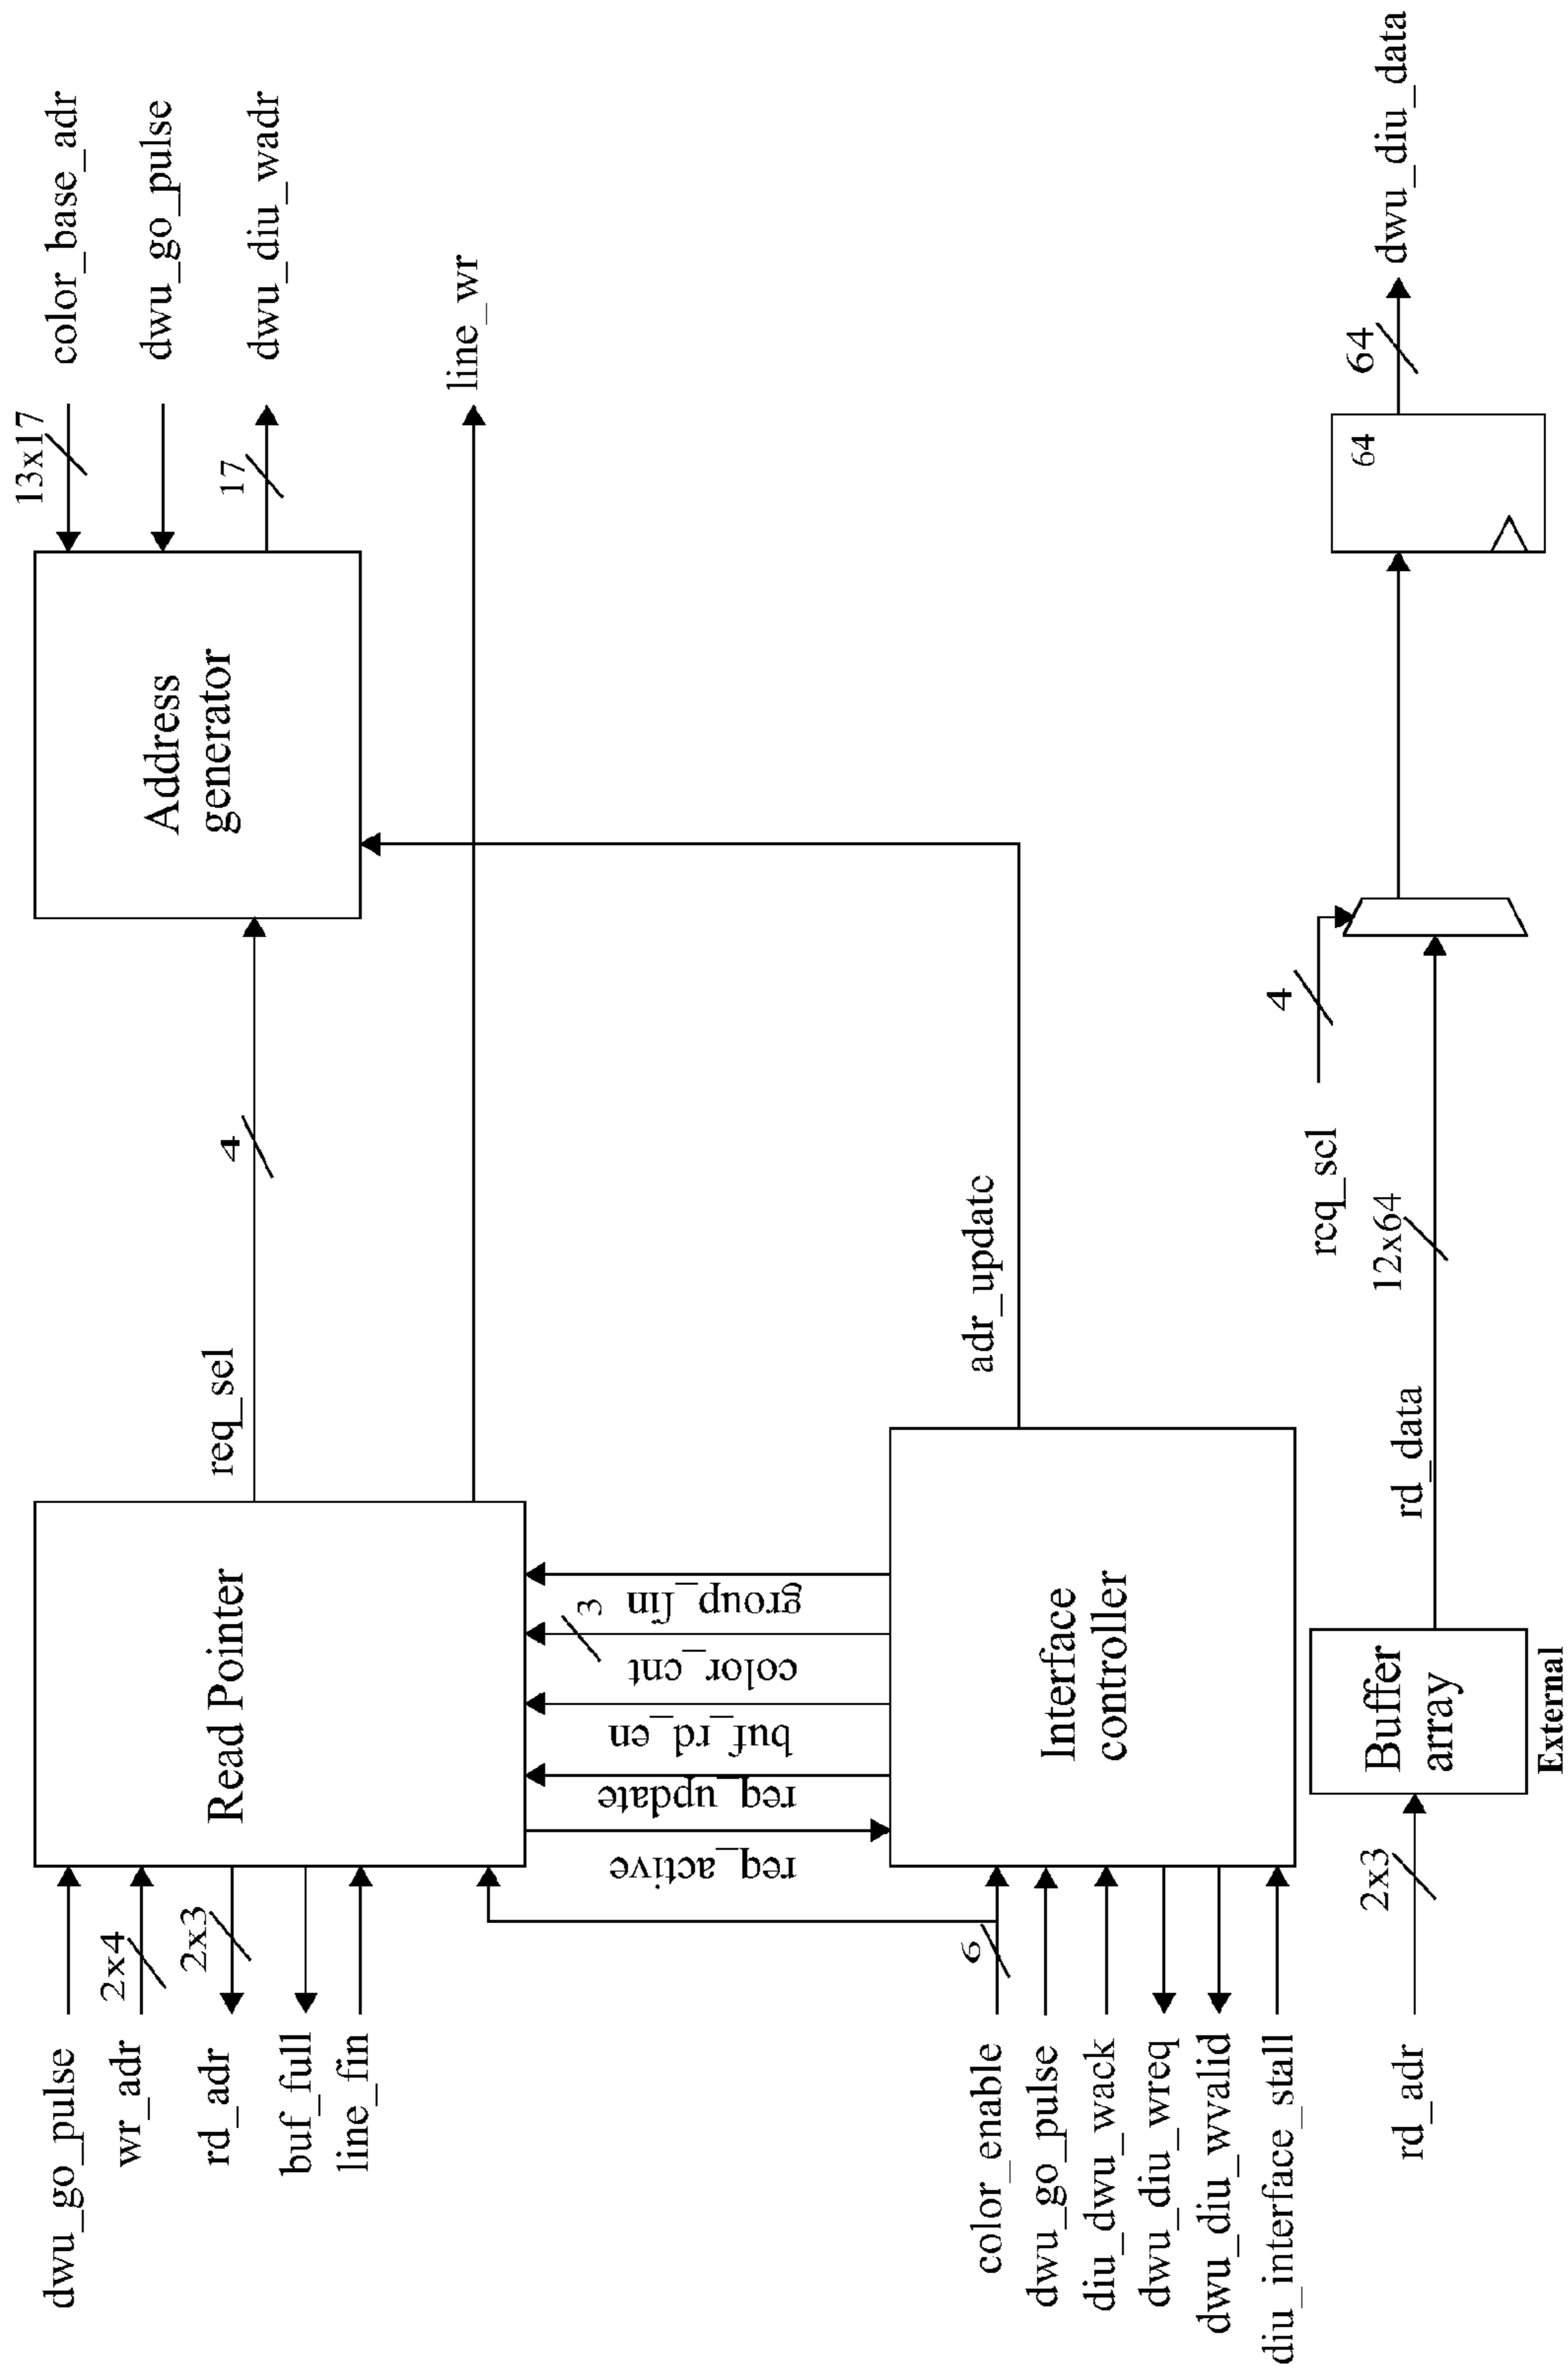 dwu_go_pulse
wr_adr
2x4
rd_adr
2x3
buf_full
line_fin
Read Pointer
req_sel
4
Address
generator
13x17
color_base_adr
dwu_go_pulse
17
dwu_diu_wadr
line_wr
req_active
req_update
buf_rd_en
color_cnt
3
group_fin
color_enable
6
dwu_go_pulse
diu_dwu_wack
dwu_diu_wreq
dwu_diu_wvalid
diu_interface_stall
Interface
controller
adr_update
rd_adr
2x3
Buffer
array
External
rd_data
12x64
req_sel
4
64
64
dwu_diu_data